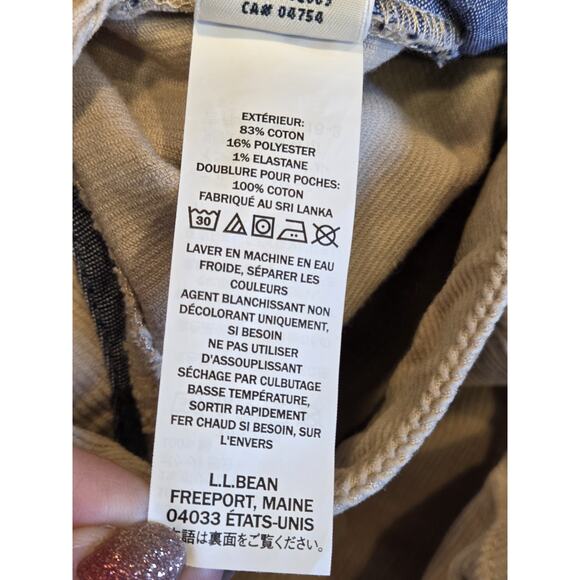 CA# 04754
EXTÉRIEUR:
83% COTON
16% POLYESTER
1% ELASTANE
DOUBLURE POUR POCHES:
100% COTON
FABRIQUÉ AU SRI LANKA
30
LAVER EN MACHINE EN EAU
FROIDE, SÉPARER LES
COULEURS
AGENT BLANCHISSANT NON
DÉCOLORANT UNIQUEMENT,
SI BESOIN
NE PAS UTILISER
D'ASSOUPLISSANT
SÉCHAGE PAR CULBUTAGE
BASSE TEMPÉRATURE,
SORTIR RAPIDEMENT
FER CHAUD SI BESOIN, SUR
L'ENVERS
L.L.BEAN
FREEPORT, MAINE
04033 ÉTATS-UNIS
本語は裏面をご覧ください。